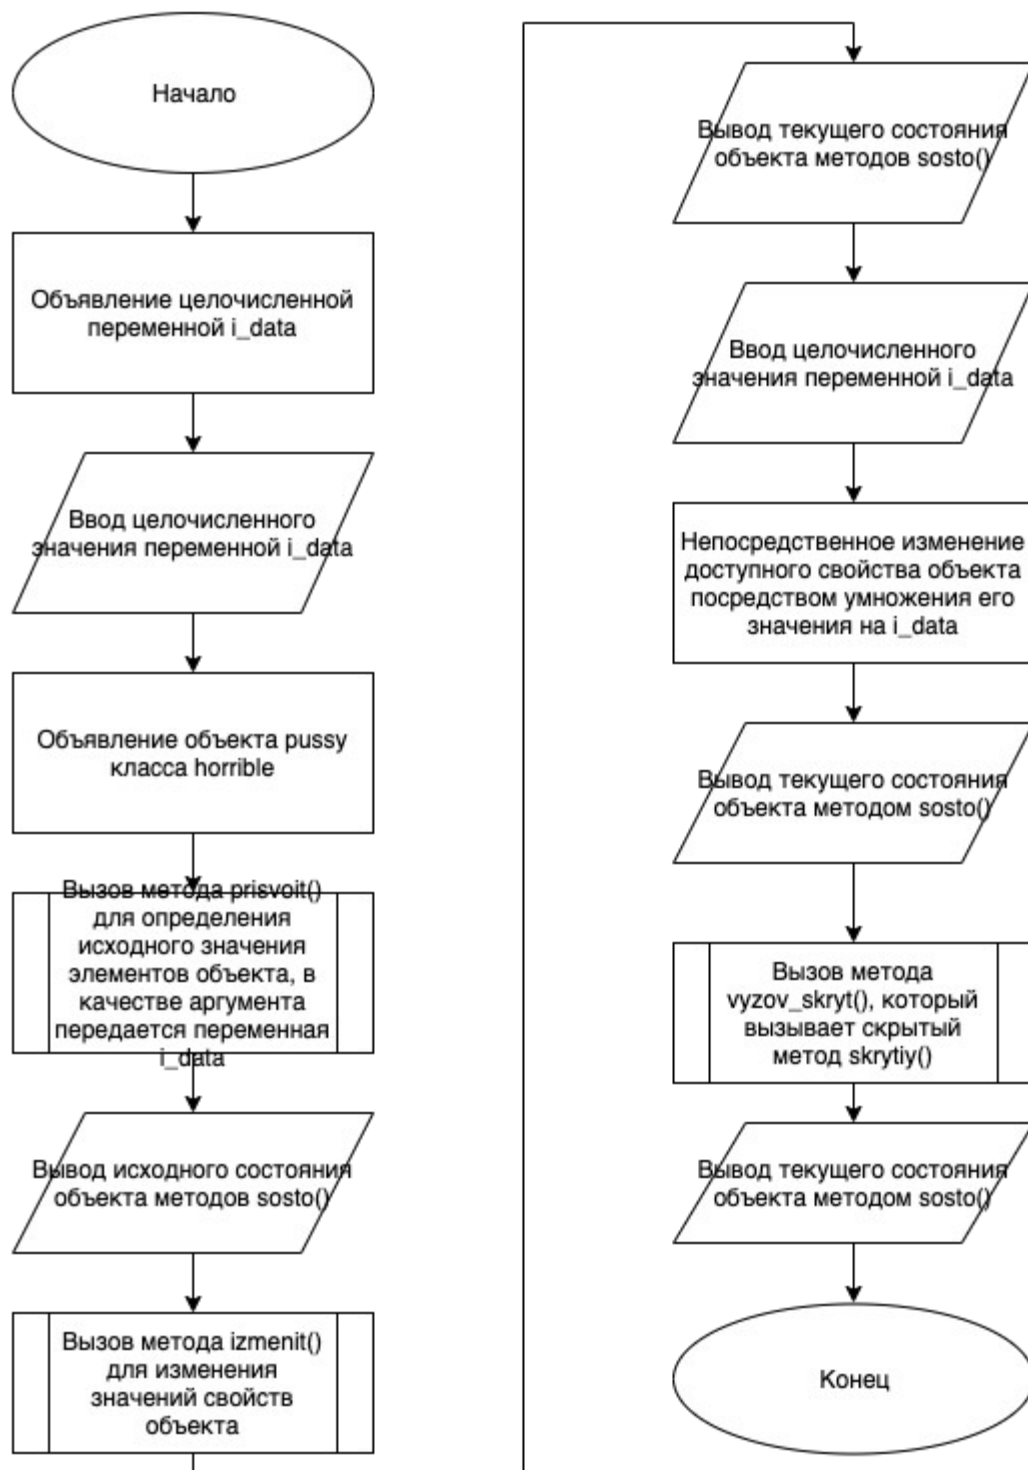 Начало
Объявление целочисленной
переменной i_data
Ввод целочисленного
значения переменной i_data
Объявление объекта pussy
класса horrible
Вызов метода prisvoit()
для определения
исходного значения
элементов объекта, в
качестве аргумента
передается переменная
i_data
Вывод исходного состояния
объекта методов sosto()
Вызов метода izmenit()
для изменения
значений свойств
объекта
Вывод текущего состояния
объекта методов sosto()
Ввод целочисленного
значения переменной i_data
Непосредственное изменение
доступного свойства объекта
посредством умножения его
значения на i_data
Вывод текущего состояния
объекта методом sosto()
Вызов метода
vyzov_skryt(), который
вызывает скрытый
метод skrytiy()
Вывод текущего состояния
объекта методом sosto()
Конец